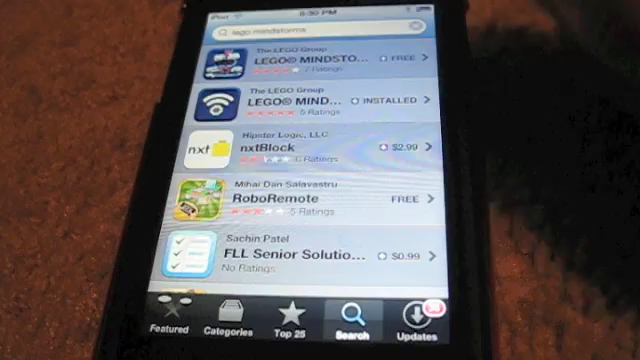 iPod
8:30 PM
lego mindstorms
The LEGO Group
LEGO® MINDSTO...
FREE
7 Ratings
The LEGO Group
LEGO® MIND...
INSTALLED
5 Ratings
Hipster Logic, LLC
nxt
nxtBlock
$2.99
6 Ratings
Mihai Dan Salavastru
RoboRemote
FREE
5 Ratings
Sachin Patel
FLL Senior Solutio...
$0.99
No Ratings
Featured
Categories
Top 25
Search
Updates